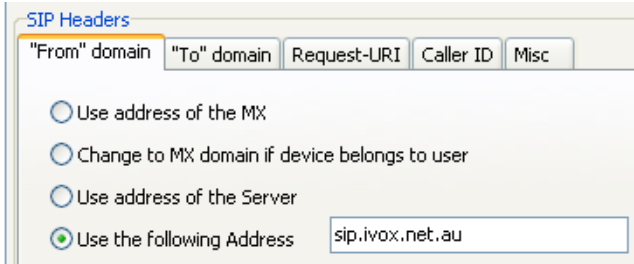 SIP Headers
"From" domain "To" domain Request-URI Caller ID Misc
Use address of the MX
Change to MX domain if device belongs to user
Use address of the Server
Use the following Address sip.ivox.net.au